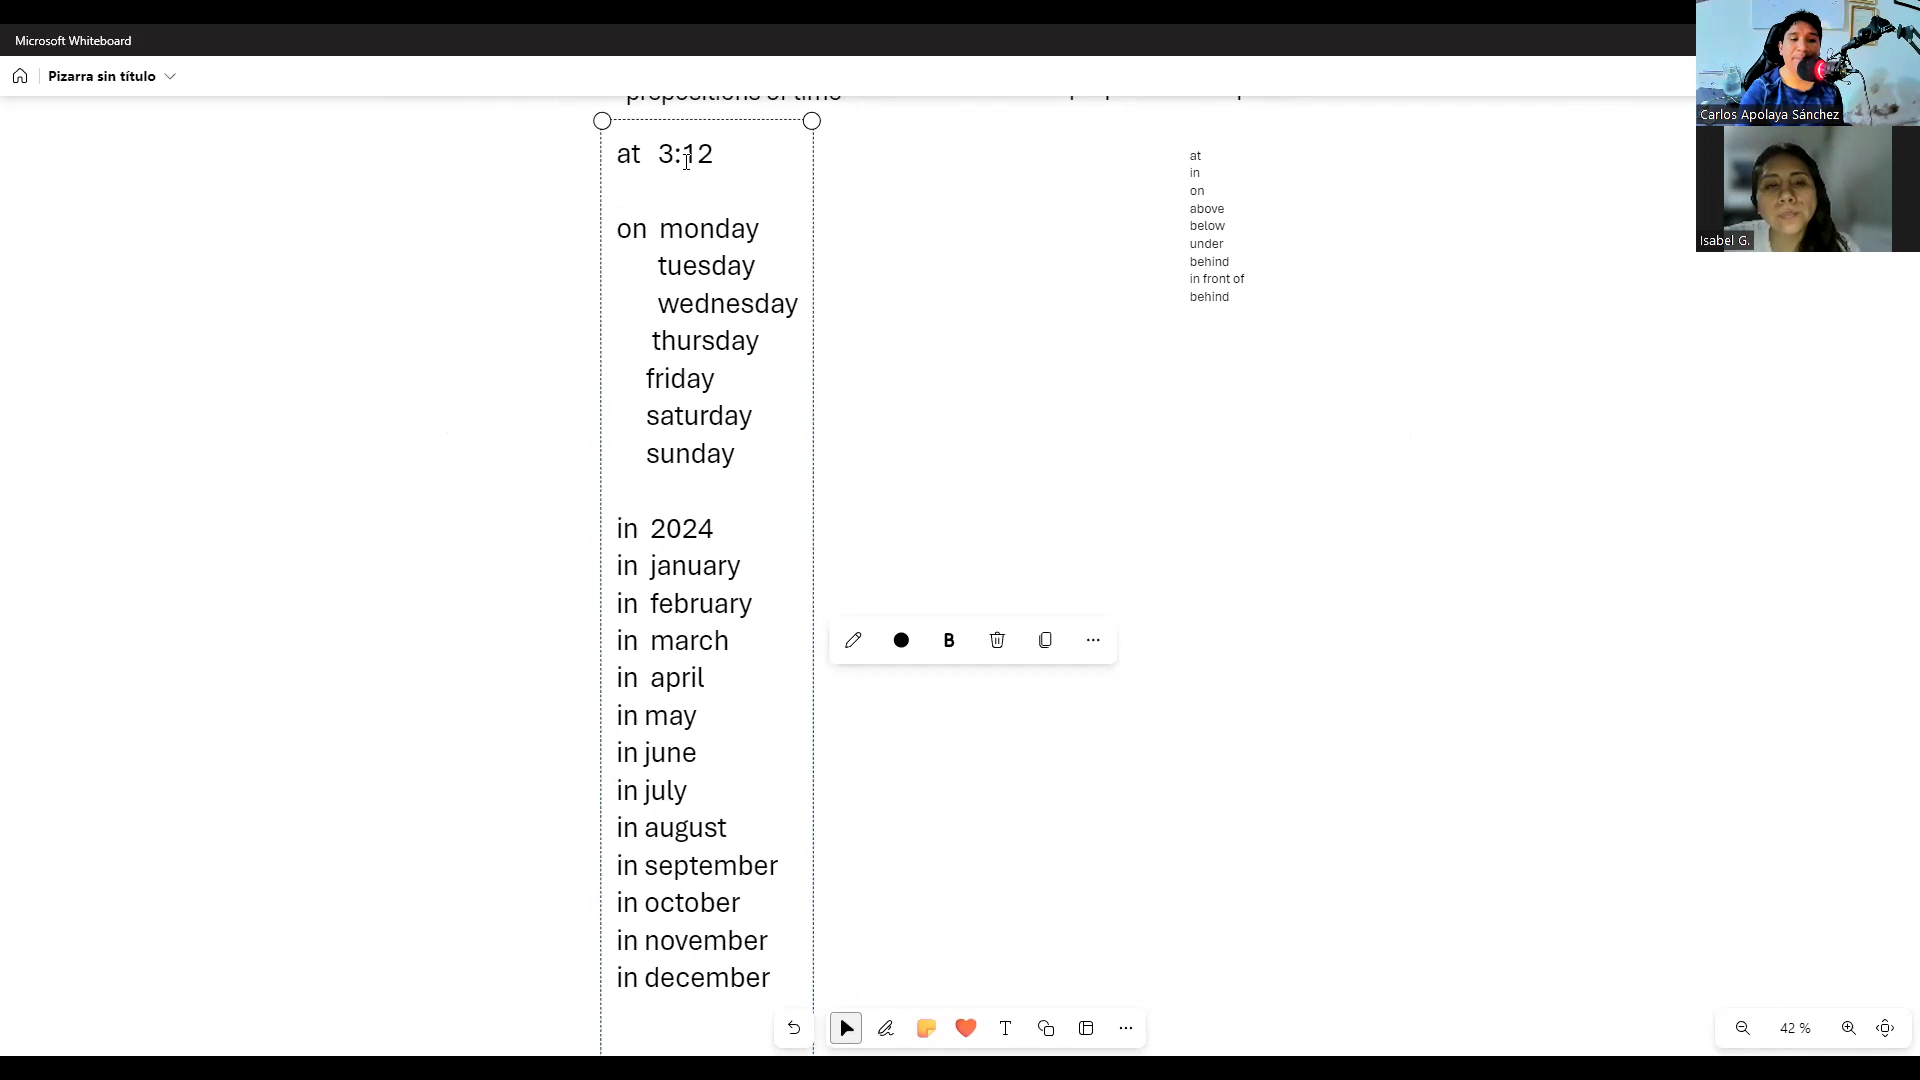 Microsoft Whiteboard
Pizarra sin título
prepositions of time
at 3:12
on monday
tuesday
wednesday
thursday
friday
saturday
sunday
in 2024
in january
in february
in march
in april
in may
in june
in july
in august
in september
in october
in november
in december
at
in
on
above
below
under
behind
in front of
behind
B
T
42 %
Carlos Apolaya Sánchez
Isabel G.